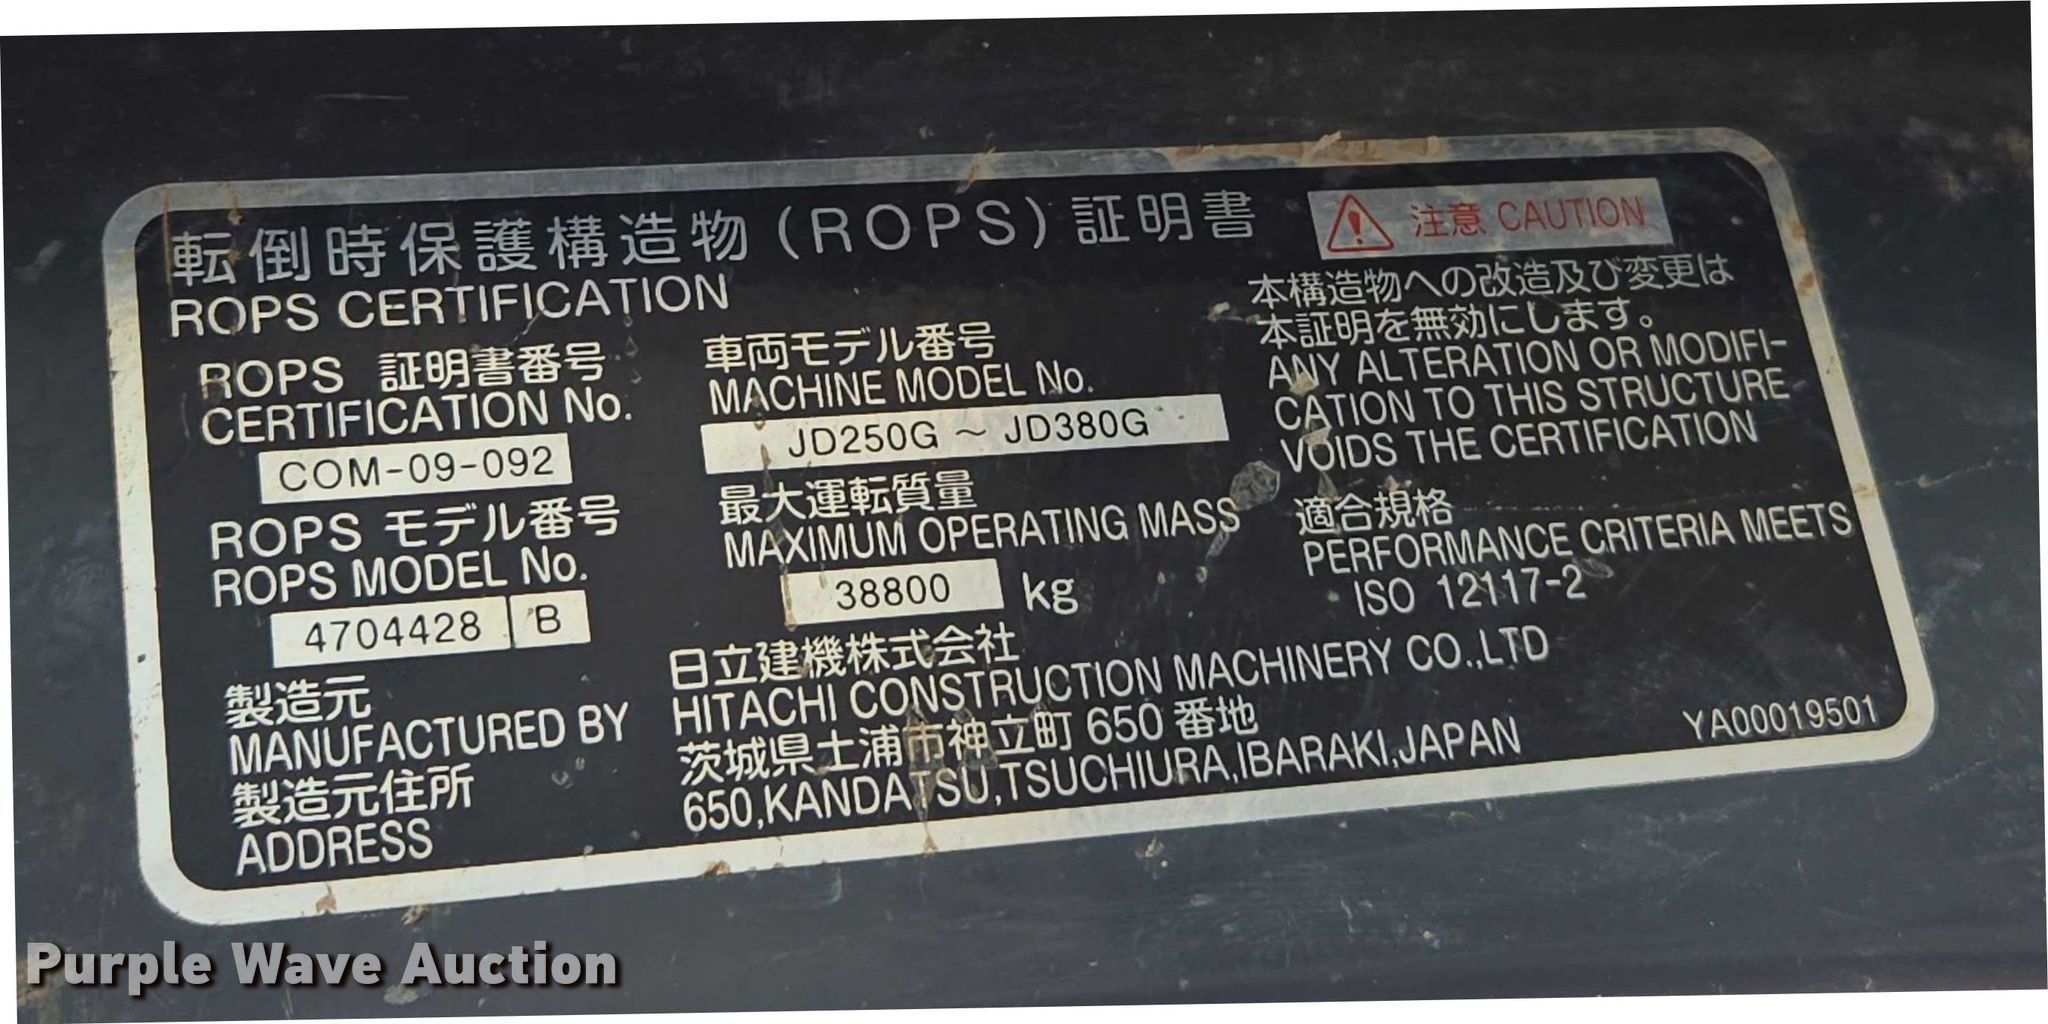 転倒時保護構造物(ROPS)証明書
ROPS CERTIFICATION
ROPS 証明書番号
CERTIFICATION No.
COM-09-092
ROPS モデル番号
ROPS MODEL No.
4704428 B
車両モデル番号
MACHINE MODEL No.
JD250G ~ JD380G
最大運転質量
MAXIMUM OPERATING MASS
38800 kg
注意 CAUTION
本構造物への改造及び変更は
本証明を無効にします。
ANY ALTERATION OR MODIFI-
CATION TO THIS STRUCTURE
VOIDS THE CERTIFICATION
適合規格
PERFORMANCE CRITERIA MEETS
ISO 12117-2
製造元
MANUFACTURED BY
日立建機株式会社
HITACHI CONSTRUCTION MACHINERY CO.,LTD
製造元住所
ADDRESS
茨城県土浦市神立町 650 番地
650,KANDATSU,TSUCHIURA,IBARAKI,JAPAN
YA00019501
Purple Wave Auction